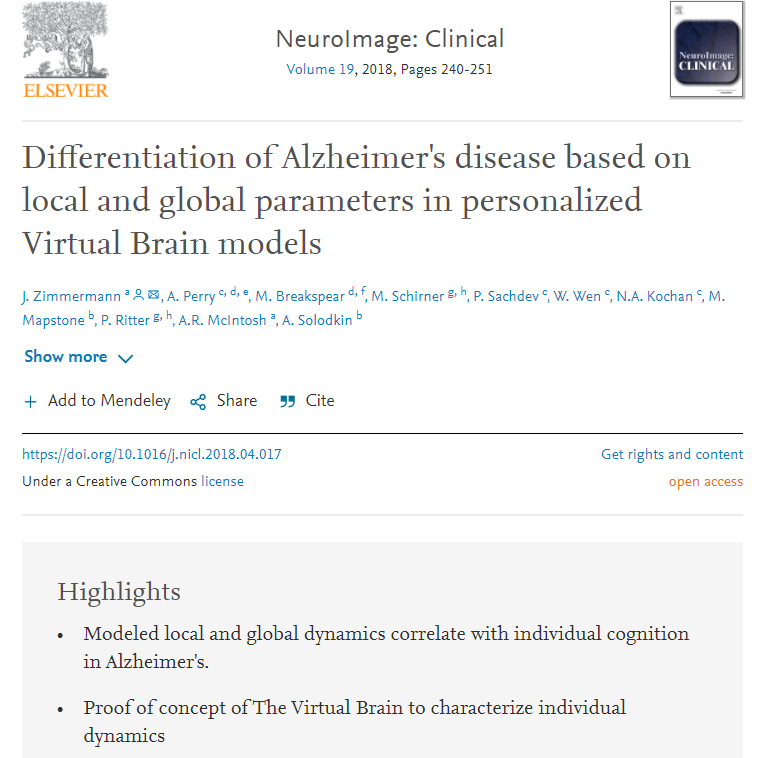 NeuroImage: Clinical
Volume 19, 2018, Pages 240-251
ELSEVIER
NeuroImage:
CLINICAL
Differentiation of Alzheimer's disease based on
local and global parameters in personalized
Virtual Brain models
J. Zimmermann a, A. Perry c, d, e, M. Breakspear d, f, M. Schirner g, h, P. Sachdev c, W. Wen c, N.A. Kochan c, M.
Mapstone b, P. Ritter g, h, A.R. McIntosh a, A. Solodkin b
Show more
+ Add to Mendeley Share Cite
https://doi.org/10.1016/j.nicl.2018.04.017 Get rights and content
Under a Creative Commons license open access
Highlights
• Modeled local and global dynamics correlate with individual cognition
in Alzheimer's.
• Proof of concept of The Virtual Brain to characterize individual
dynamics